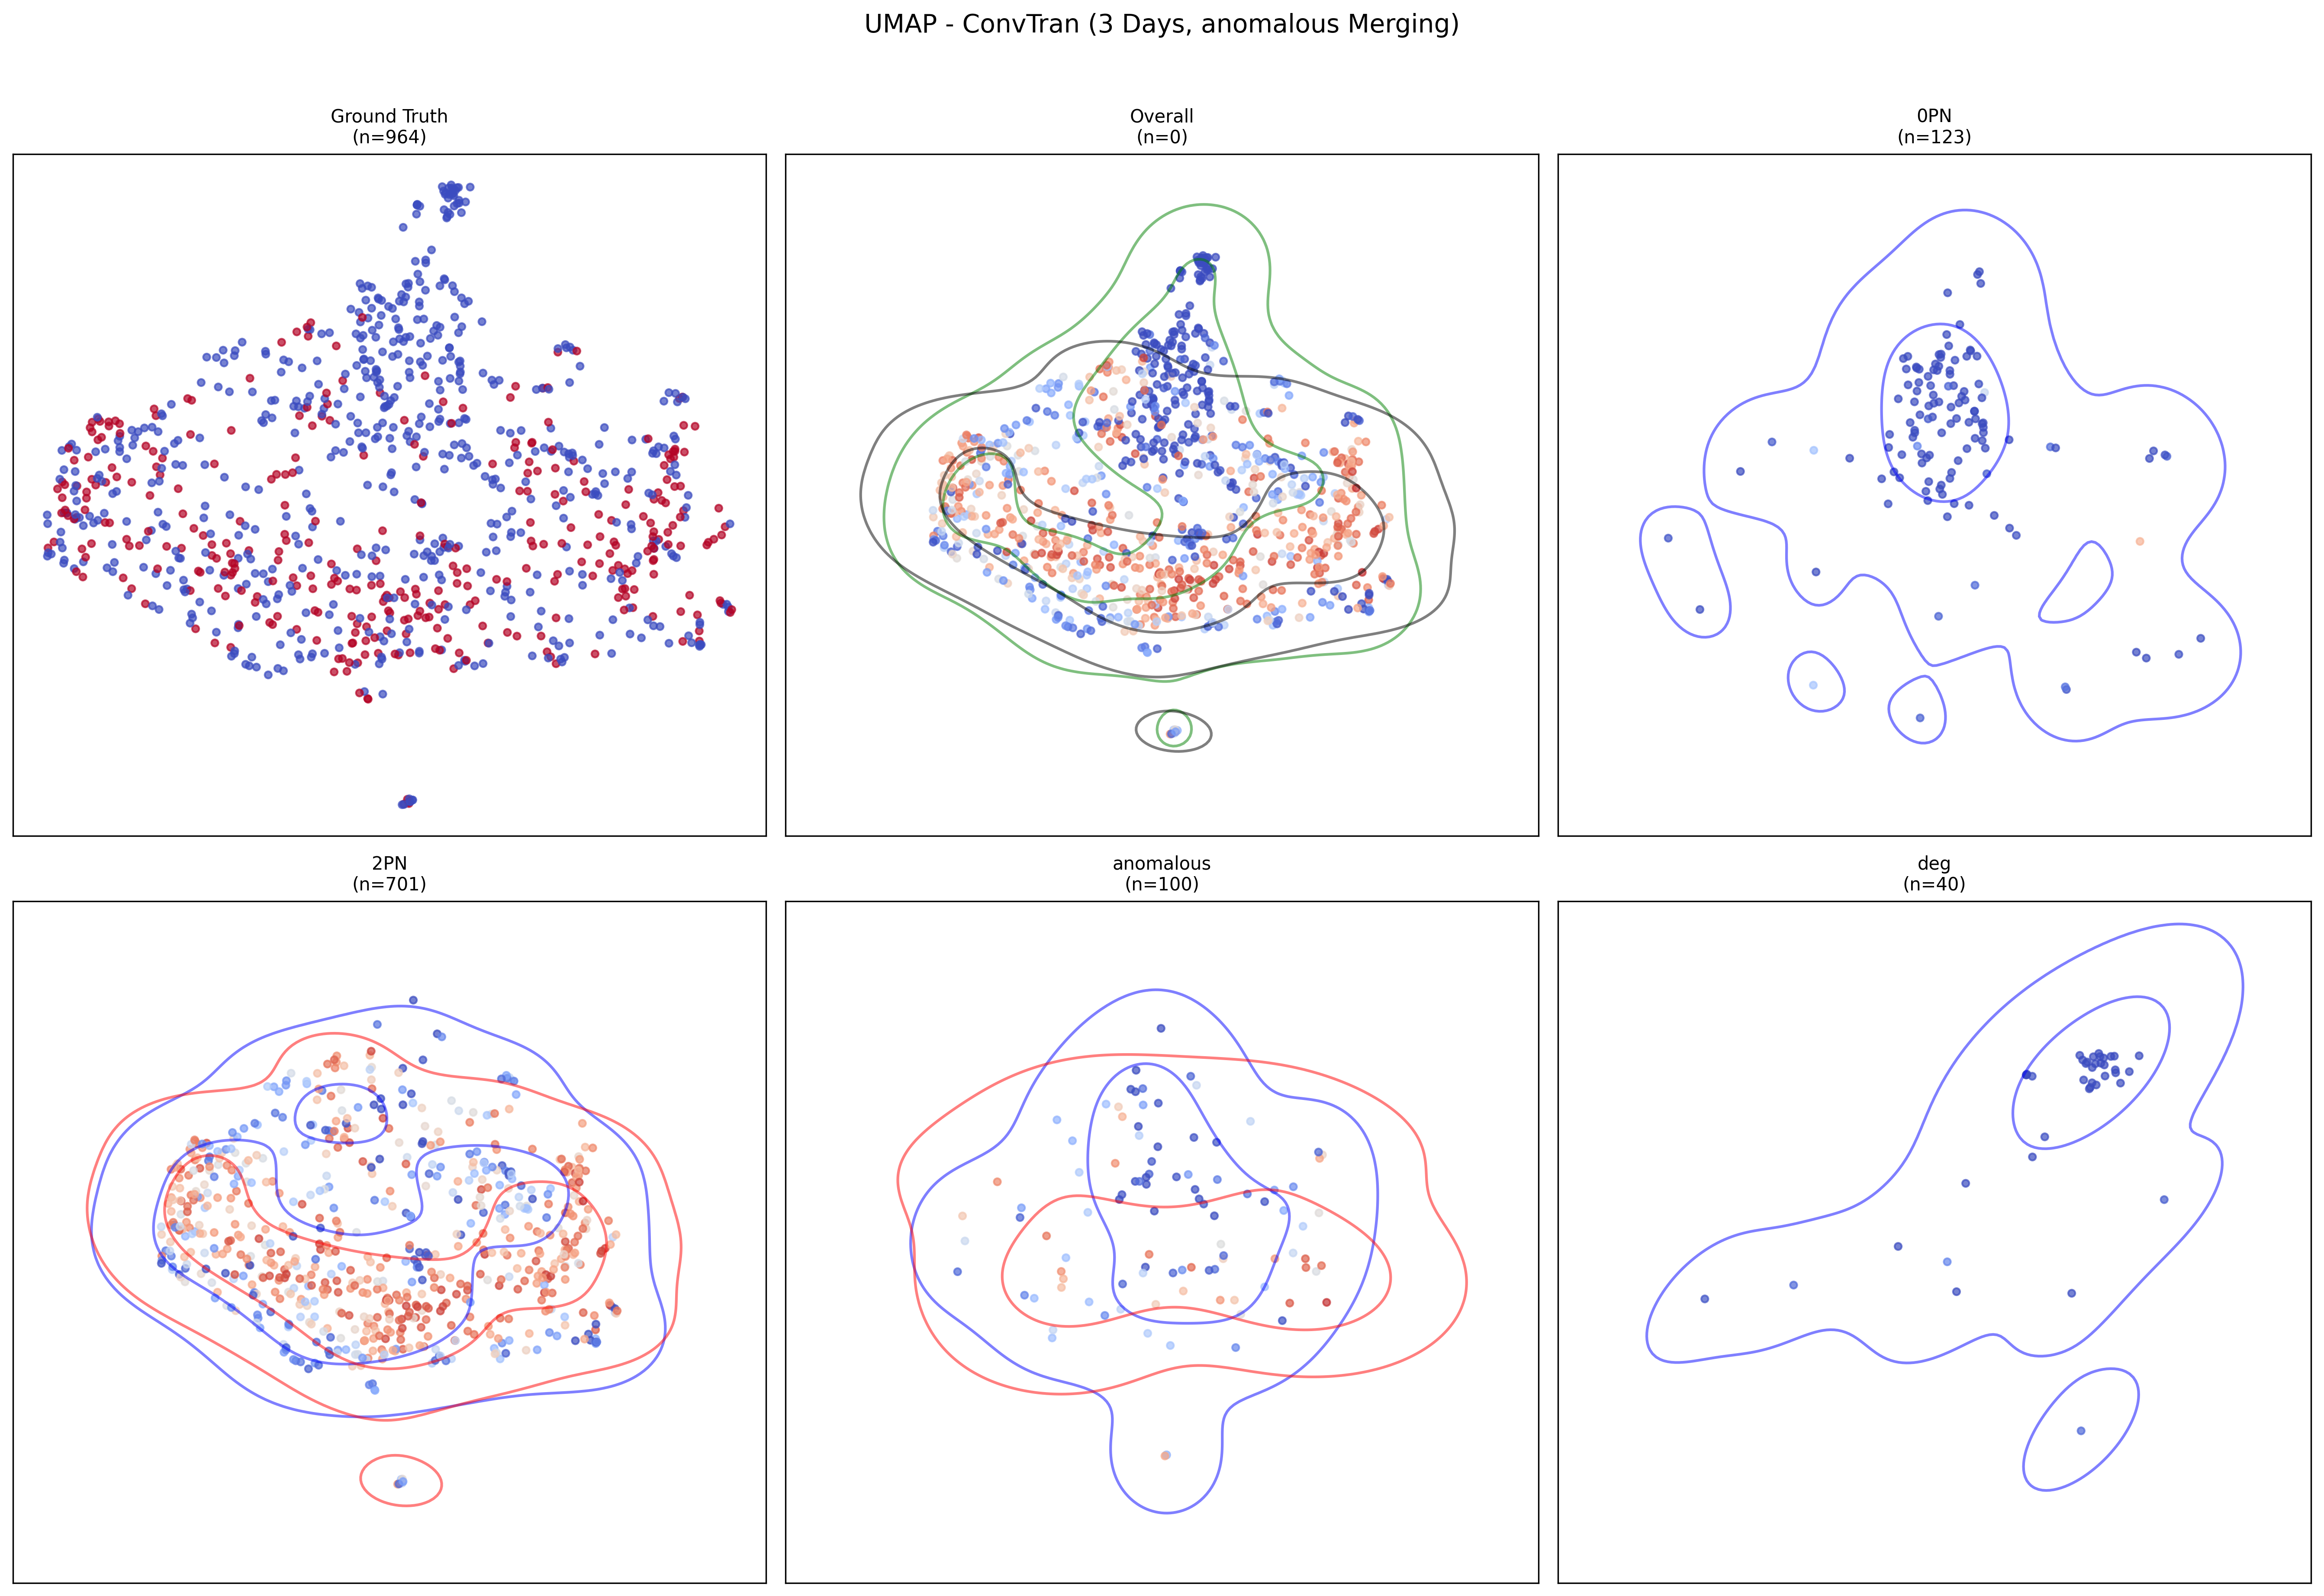 UMAP - ConvTran (3 Days, anomalous Merging)
Ground Truth
(n=964)
Overall
(n=0)
0PN
(n=123)
2PN
(n=701)
anomalous
(n=100)
deg
(n=40)